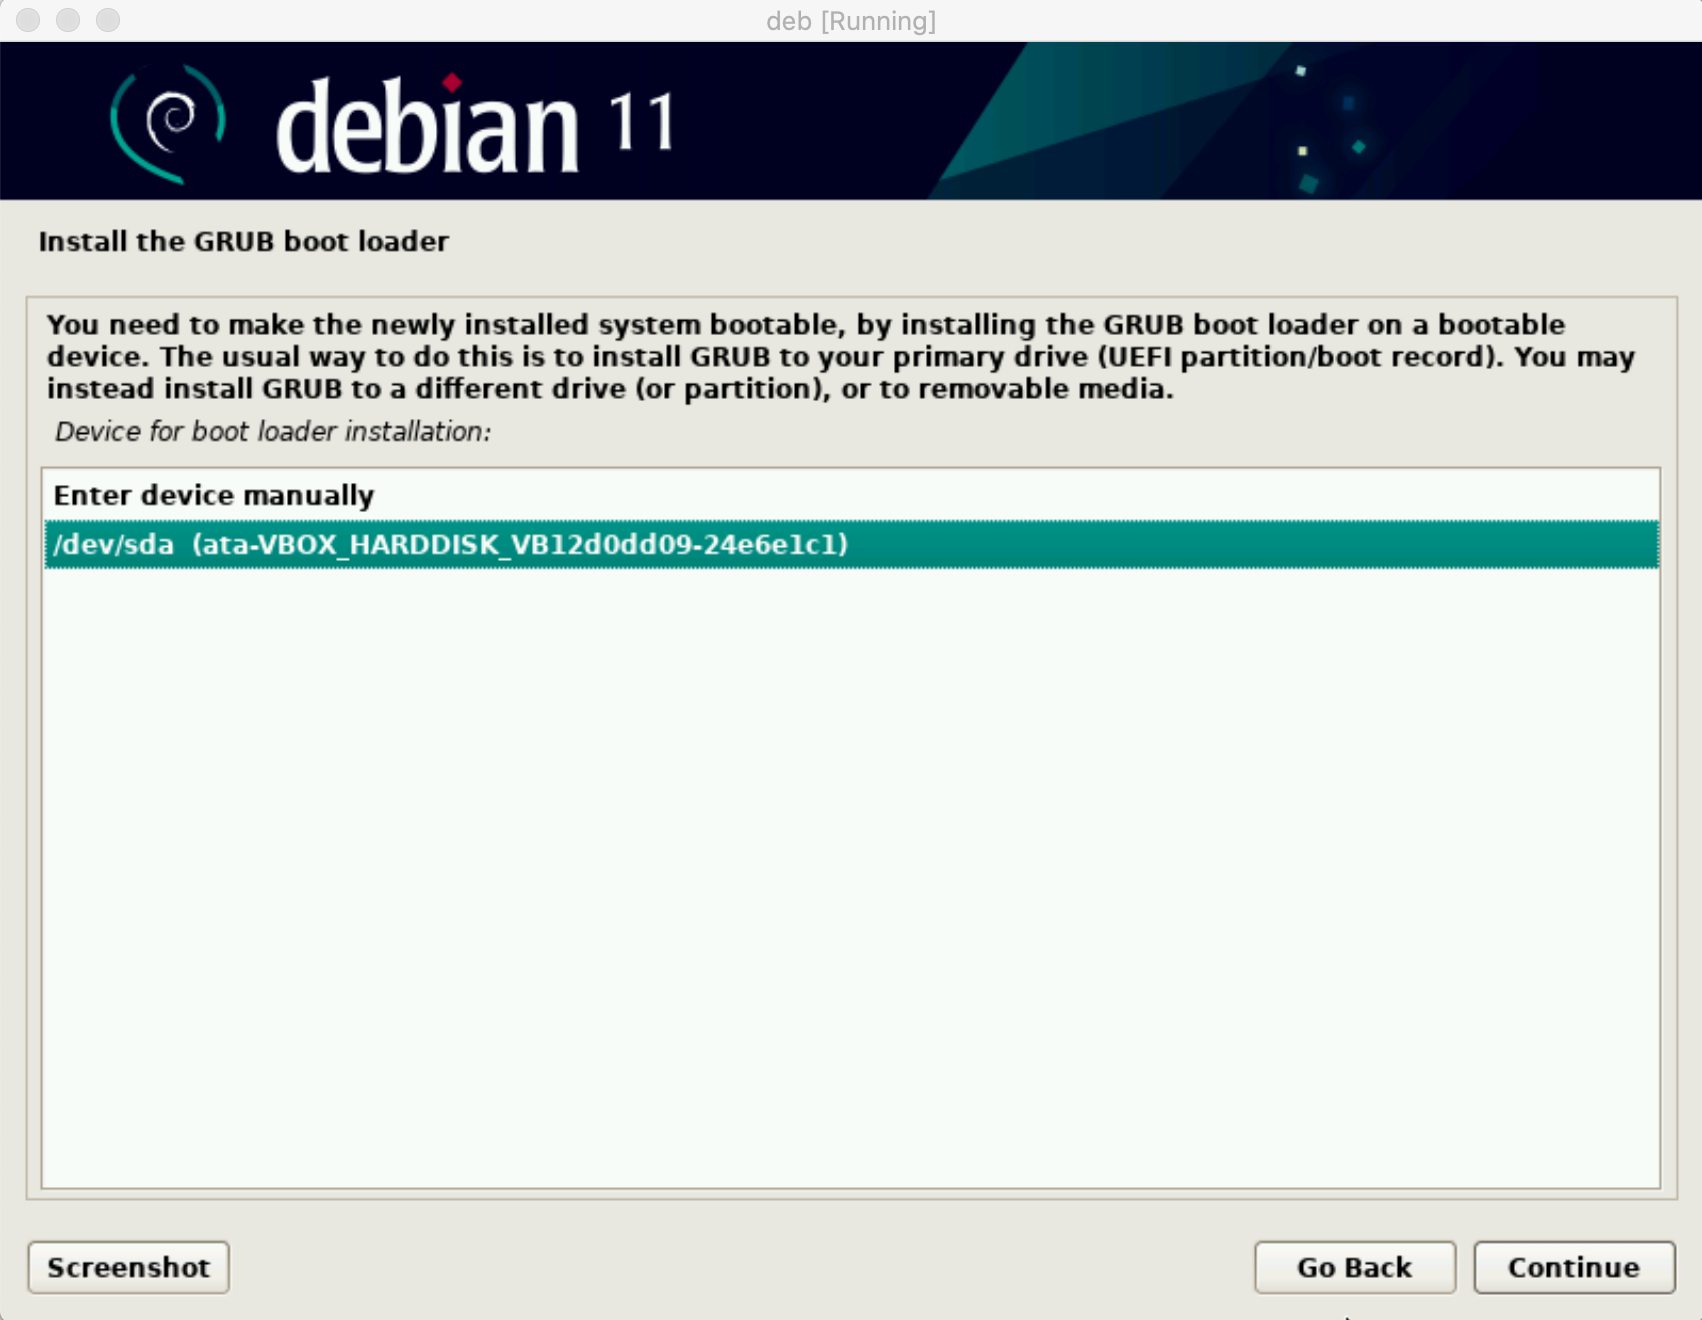 deb [Running]
debian 11
Install the GRUB boot loader
You need to make the newly installed system bootable, by installing the GRUB boot loader on a bootable
device. The usual way to do this is to install GRUB to your primary drive (UEFI partition/boot record). You may
instead install GRUB to a different drive (or partition), or to removable media.
Device for boot loader installation:
Enter device manually
/dev/sda (ata-VBOX_HARDDISK_VB12d0dd09-24e6e1c1)
Screenshot
Go Back
Continue